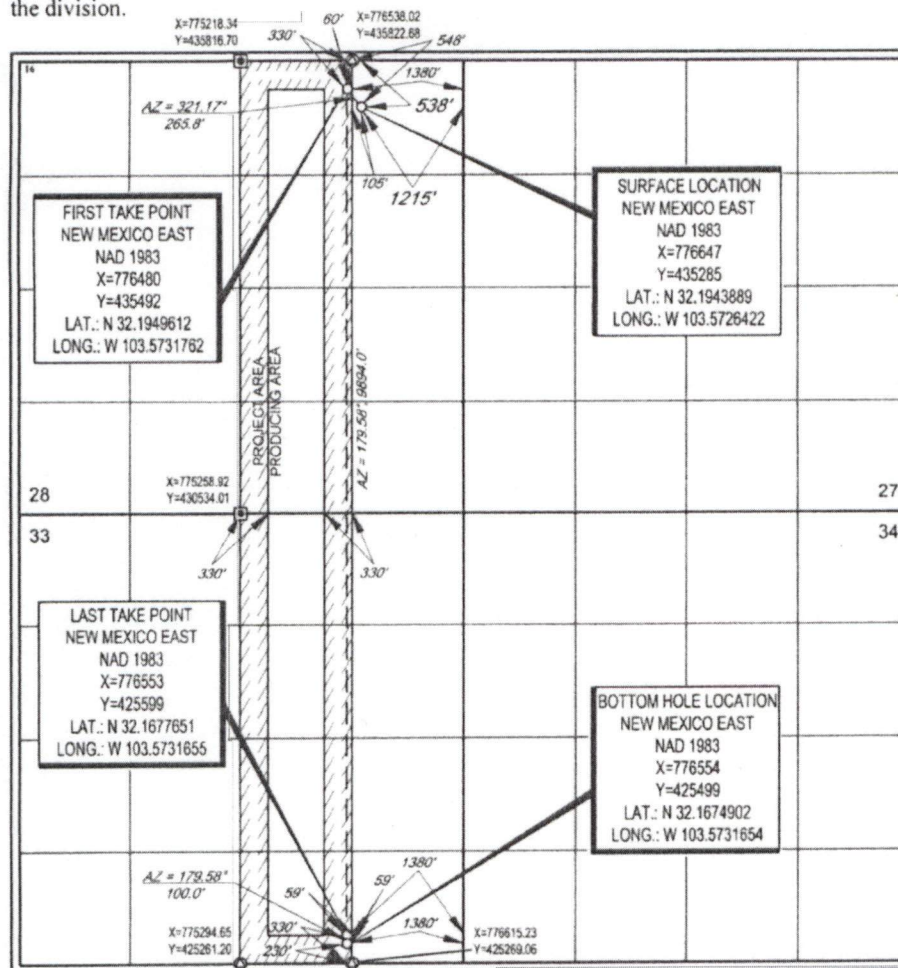 the division.
X=775218.34
Y=435816.70
330'
60'
X=776538.02
Y=435822.68
548'
1380'
538'
AZ = 321.17°
265.8'
105'
1215'
FIRST TAKE POINT
NEW MEXICO EAST
NAD 1983
X=776480
Y=435492
LAT.: N 32.1949612
LONG.: W 103.5731762
SURFACE LOCATION
NEW MEXICO EAST
NAD 1983
X=776647
Y=435285
LAT.: N 32.1943889
LONG.: W 103.5726422
PROJECT AREA
PRODUCING AREA
AZ = 179.58°, 9894.0'
X=775258.92
Y=430534.01
28
27
33
34
330'
330'
LAST TAKE POINT
NEW MEXICO EAST
NAD 1983
X=776553
Y=425599
LAT.: N 32.1677651
LONG.: W 103.5731655
BOTTOM HOLE LOCATION
NEW MEXICO EAST
NAD 1983
X=776554
Y=425499
LAT.: N 32.1674902
LONG.: W 103.5731654
AZ = 179.58°
100.0'
59'
59'
1380'
X=775294.65
Y=425261.20
330'
230'
1380'
X=776615.23
Y=425269.06